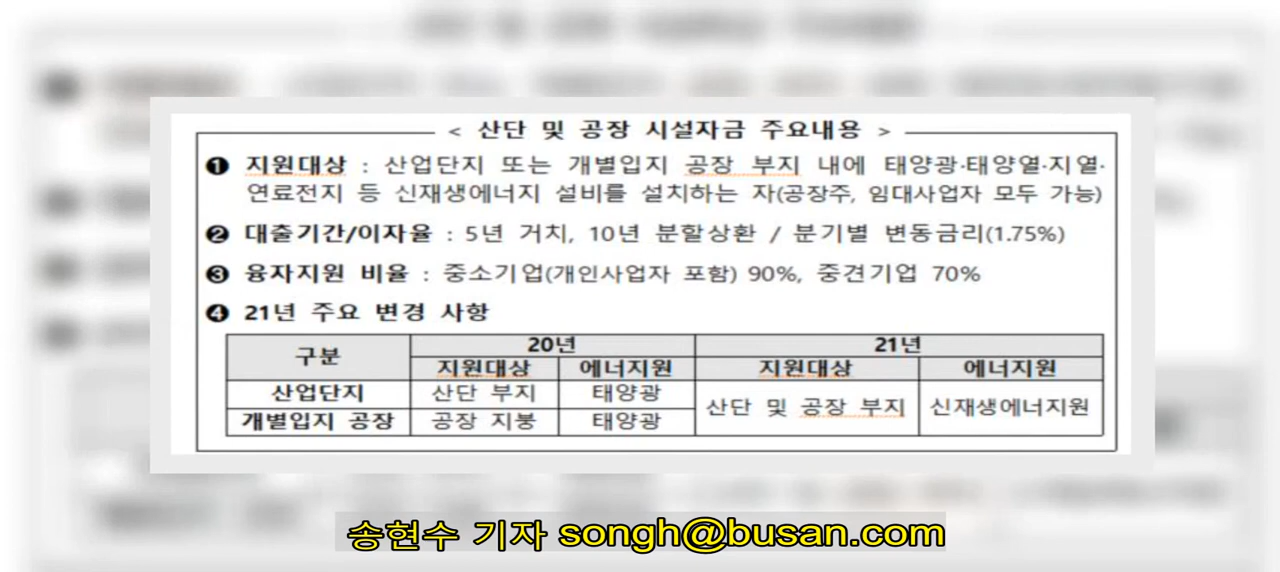 < 산단 및 공장 시설자금 주요내용 >
❶ 지원대상 : 산업단지 또는 개별입지 공장 부지 내에 태양광·태양열·지열·
연료전지 등 신재생에너지 설비를 설치하는 자(공장주, 임대사업자 모두 가능)
❷ 대출기간/이자율 : 5년 거치, 10년 분할상환 / 분기별 변동금리(1.75%)
❸ 융자지원 비율 : 중소기업(개인사업자 포함) 90%, 중견기업 70%
❹ 21년 주요 변경 사항
구분 20년 21년
지원대상 에너지원 지원대상 에너지원
산업단지 산단 부지 태양광 산단 및 공장 부지 신재생에너지원
개별입지 공장 공장 지붕 태양광
송현수 기자 songh@busan.com